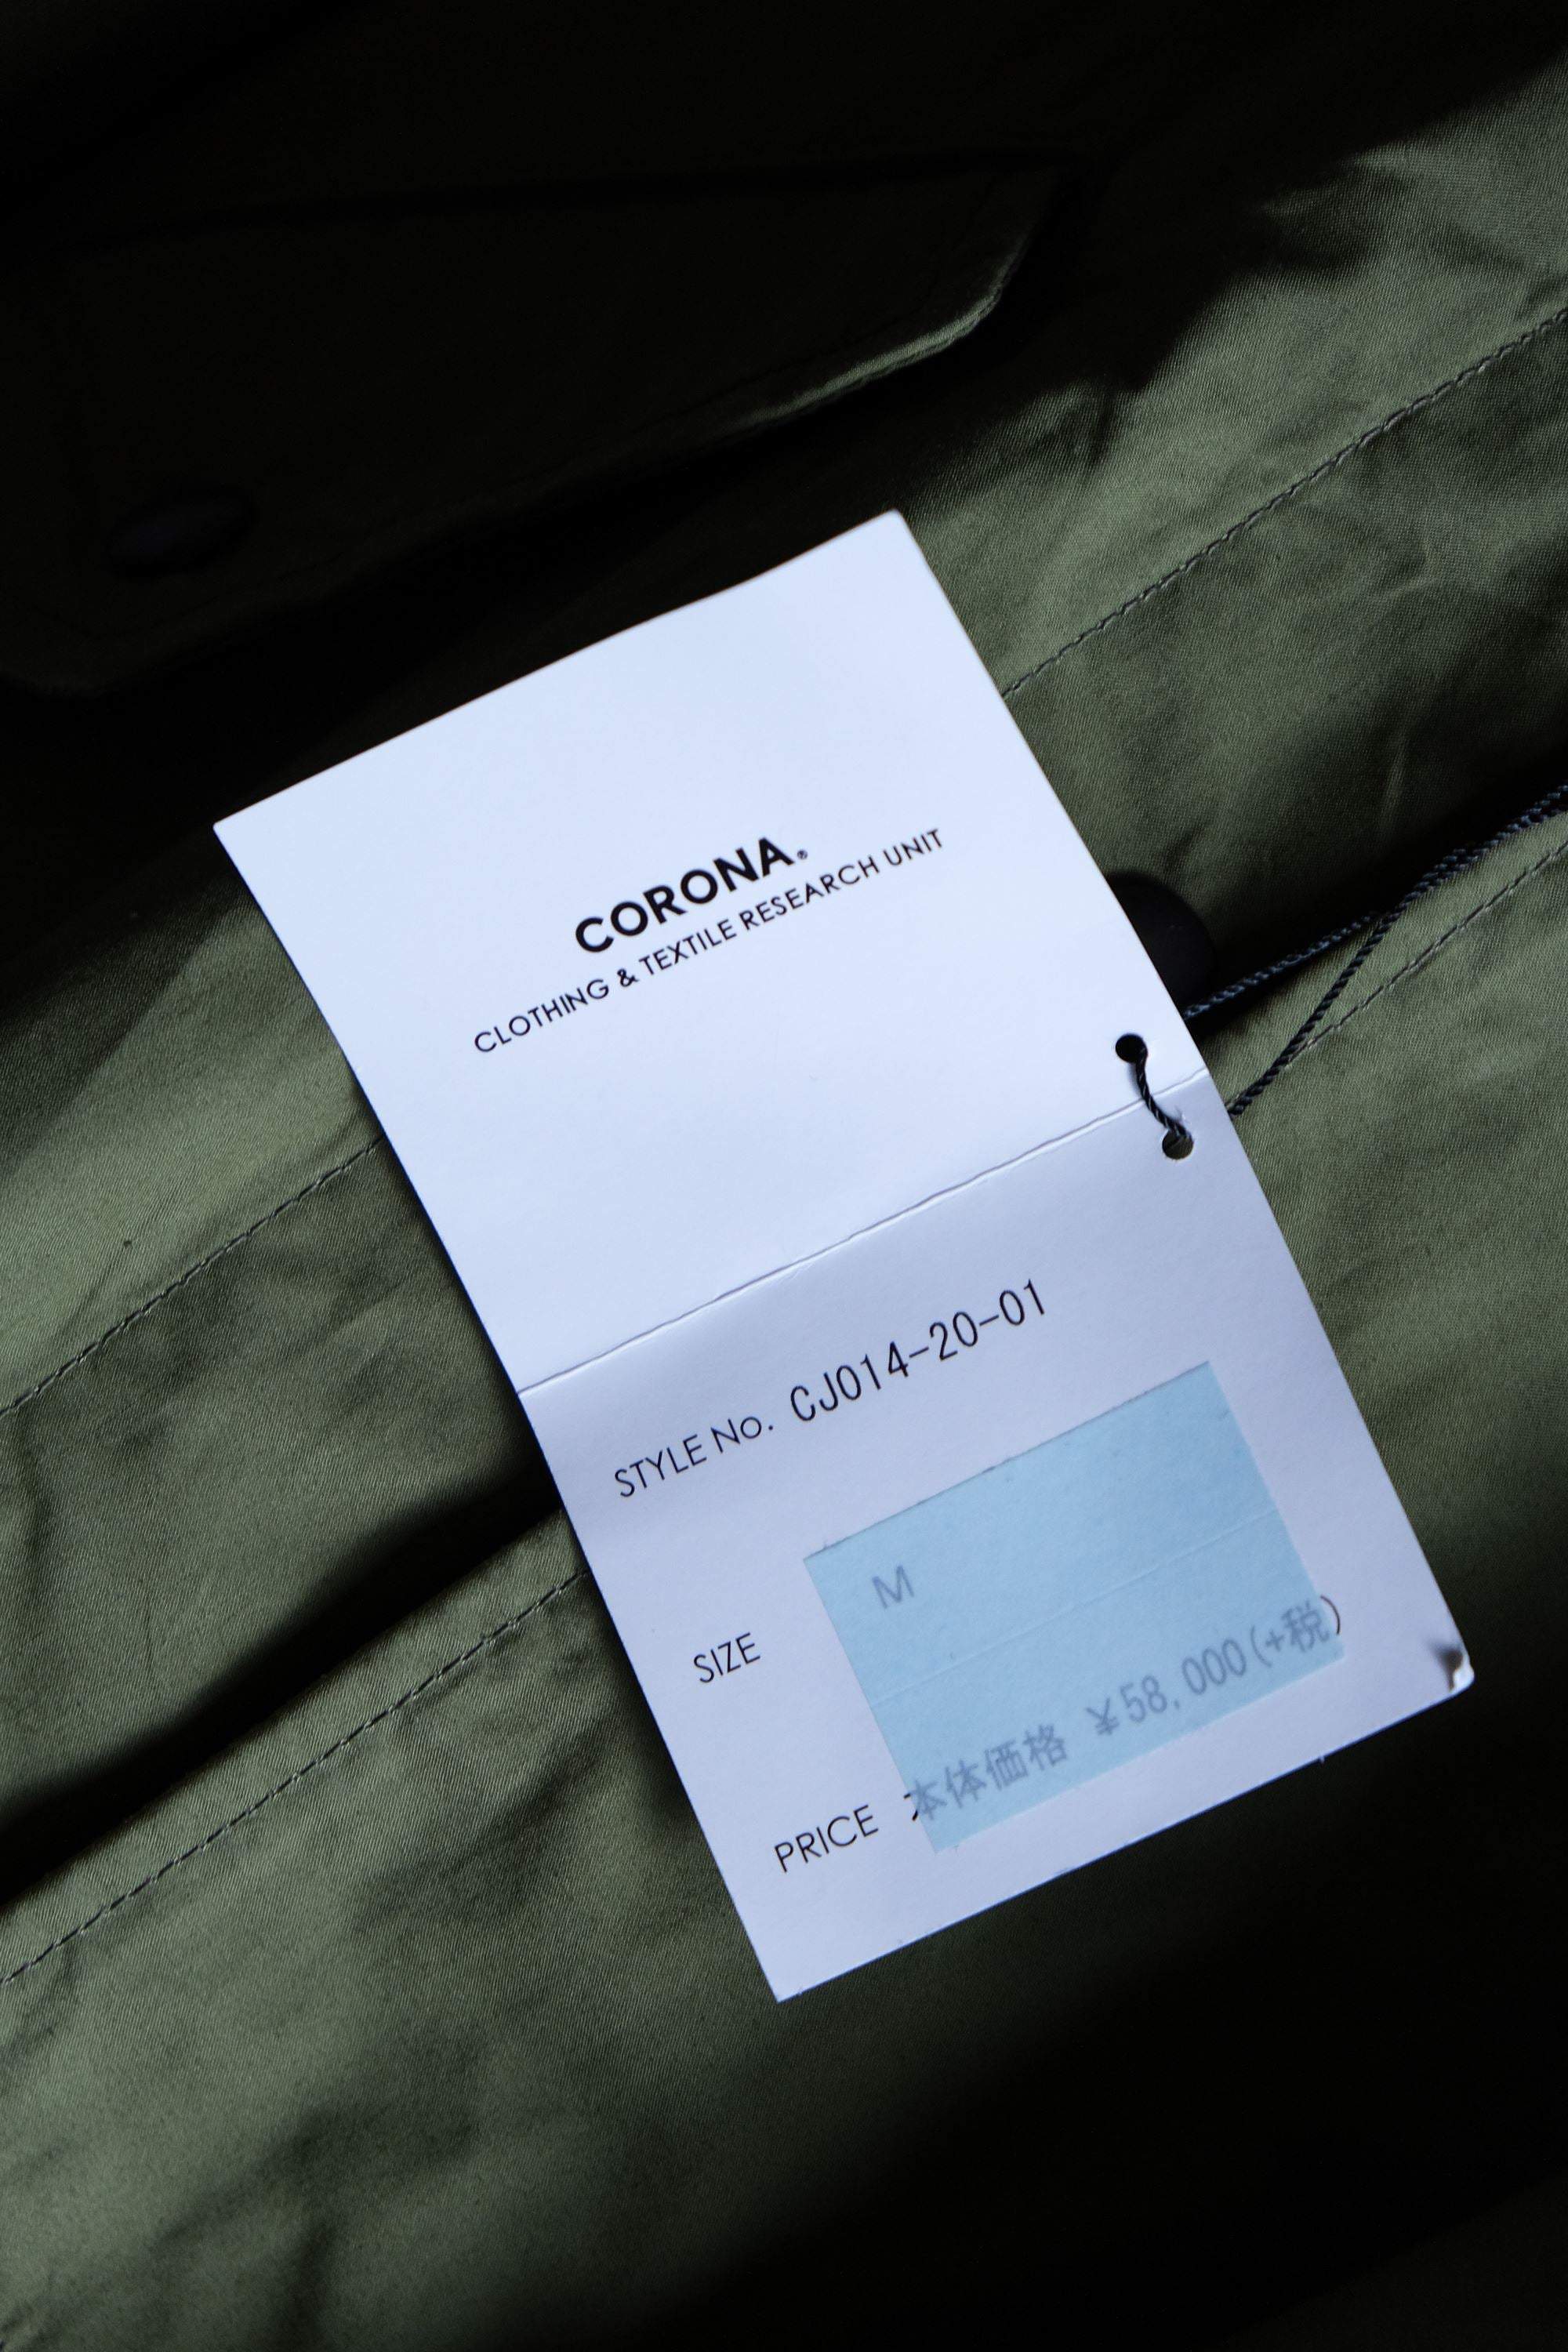 CORONA.®
CLOTHING & TEXTILE RESEARCH UNIT
STYLE No. CJ014-20-01
M
SIZE
本体価格 ¥58,000(+税)
PRICE